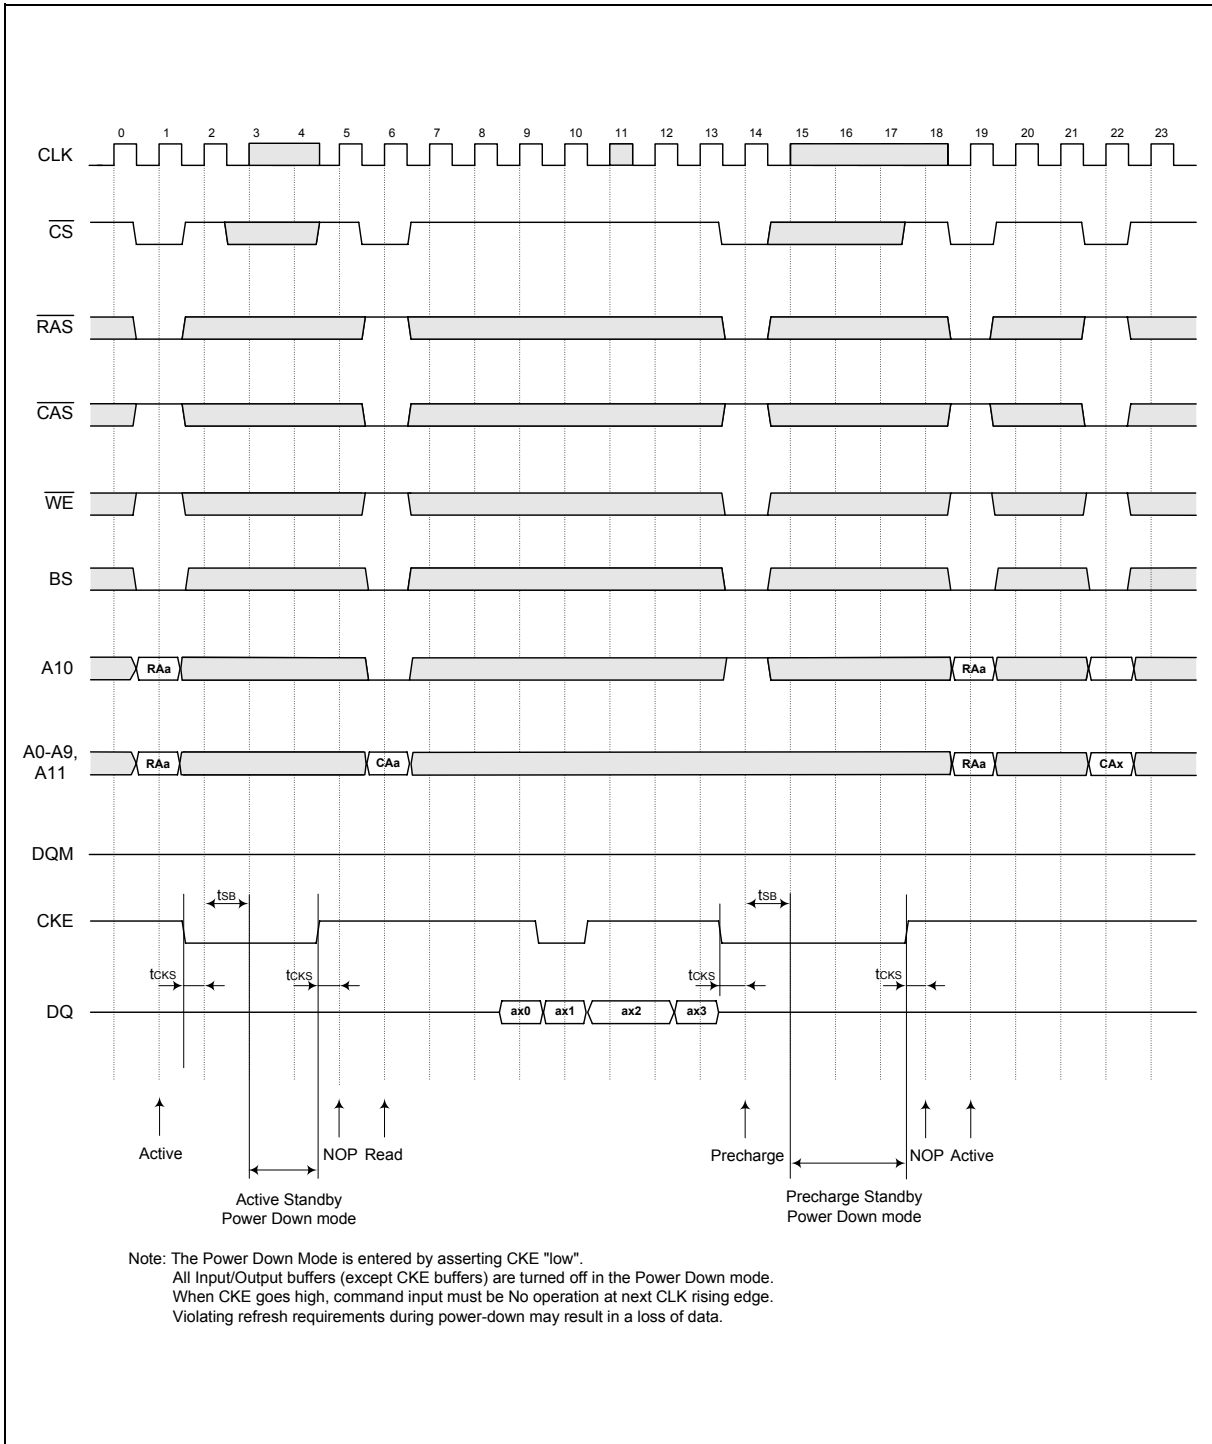 0 1 2 3 4 5 6 7 8 9 10 11 12 13 14 15 16 17 18 19 20 21 22 23
CLK
CS
RAS
CAS
WE
BS
A10 RAa RAa
A0-A9,
A11 RAa CAa RAa CAx
DQM
tSB tSB
CKE
tCKS tCKS tCKS tCKS
DQ ax0 ax1 ax2 ax3
Active NOP Read Precharge NOP Active
Active Standby
Power Down mode
Precharge Standby
Power Down mode
Note: The Power Down Mode is entered by asserting CKE "low".
All Input/Output buffers (except CKE buffers) are turned off in the Power Down mode.
When CKE goes high, command input must be No operation at next CLK rising edge.
Violating refresh requirements during power-down may result in a loss of data.